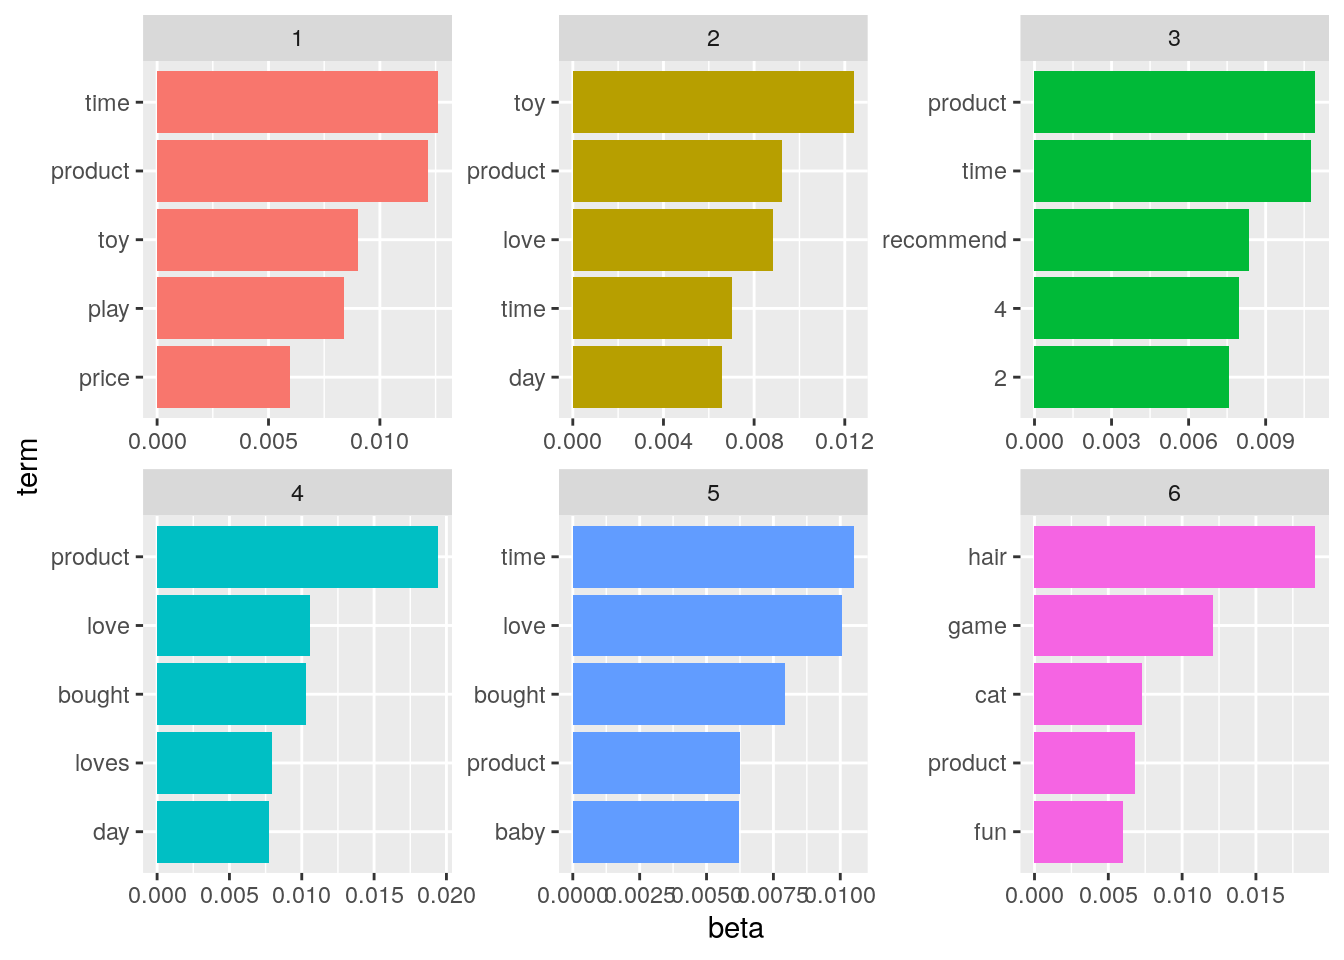 1
time
product
toy
play
price
0.000 0.005 0.010
2
toy
product
love
time
day
0.000 0.004 0.008 0.012
3
product
time
recommend
4
2
0.000 0.003 0.006 0.009
term
4
product
love
bought
loves
day
0.000 0.005 0.010 0.015 0.020
5
time
love
bought
product
baby
0.0000 0.0025 0.0050 0.0075 0.0100
6
hair
game
cat
product
fun
0.000 0.005 0.010 0.015
beta